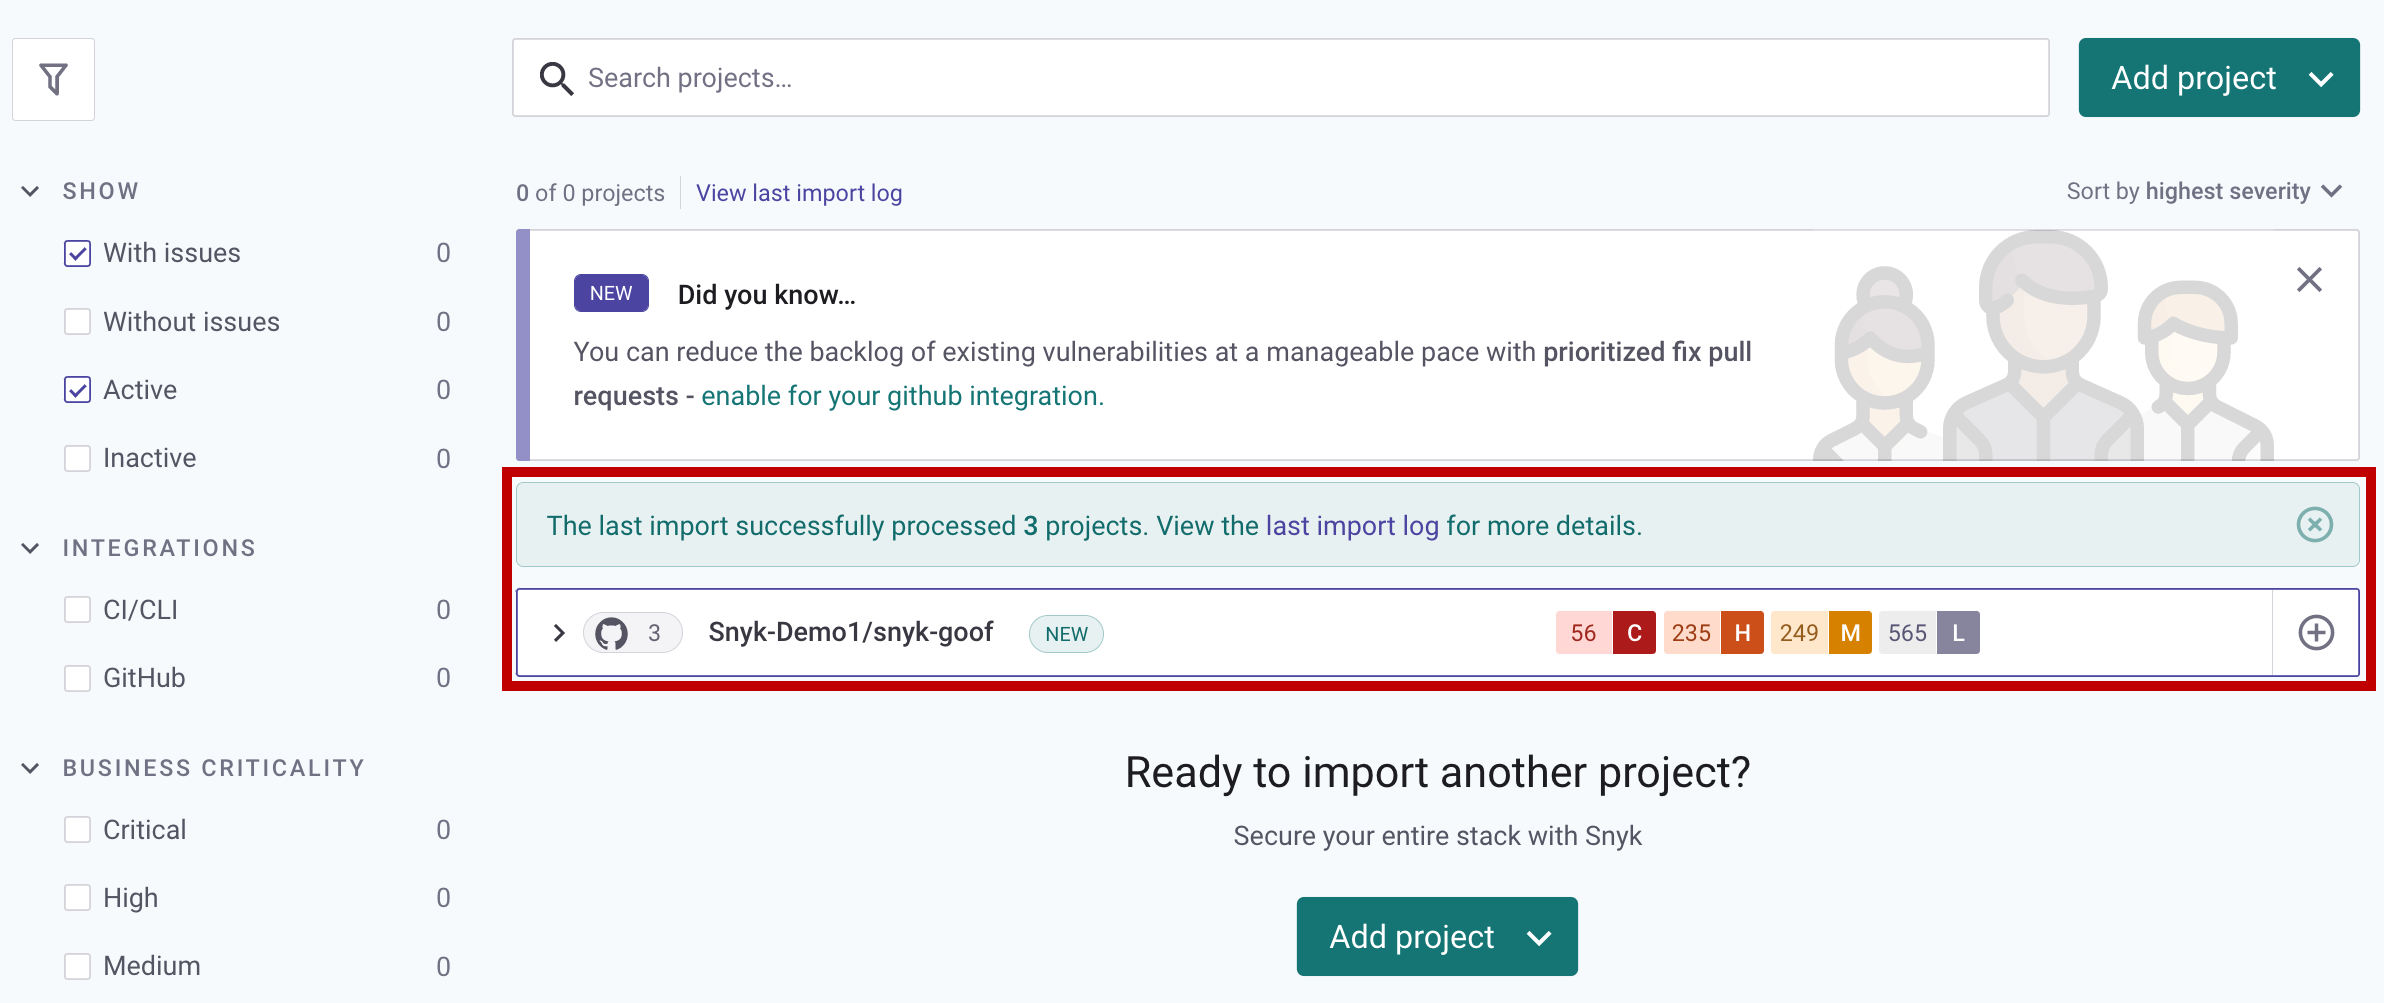 Search projects...
Add project
SHOW
With issues 0
Without issues 0
Active 0
Inactive 0
INTEGRATIONS
CI/CLI 0
GitHub 0
BUSINESS CRITICALITY
Critical 0
High 0
Medium 0
0 of 0 projects View last import log
Sort by highest severity
NEW Did you know...
You can reduce the backlog of existing vulnerabilities at a manageable pace with prioritized fix pull
requests - enable for your github integration.
The last import successfully processed 3 projects. View the last import log for more details.
3 Snyk-Demo1/snyk-goof NEW 56 C 235 H 249 M 565 L
Ready to import another project?
Secure your entire stack with Snyk
Add project